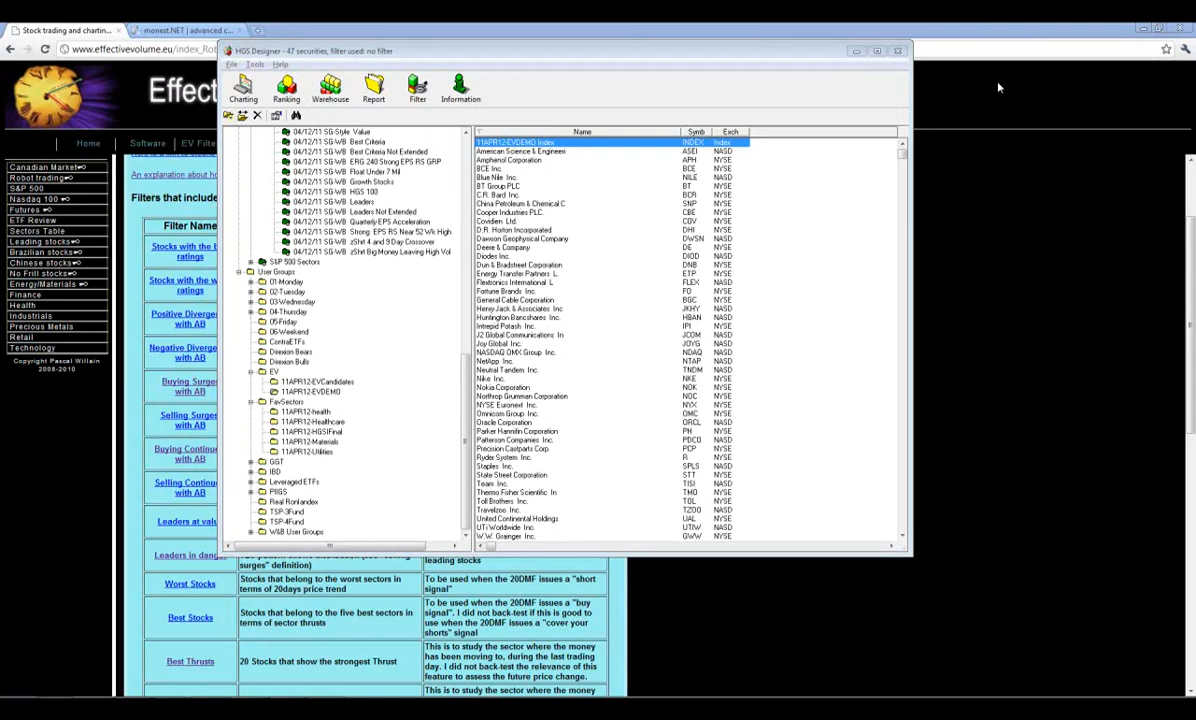 Stock trading and chartin...
monest.NET | advanced c...
www.effectivevolume.eu/index_Rob
HGS Designer - 47 securities, filter used: no filter
File Tools Help
Effect
Charting Ranking Warehouse Report Filter Information
Home Software EV Filte
Canadian Market
Robot trading
S&P 500
Nasdaq 100
Futures
ETF Review
Sectors Table
Leading stocks
Brazilian stocks
Chinese stocks
No Frill stocks
Energy/Materials
Finance
Health
Industrials
Precious Metals
Retail
Technology
Copyright Pascal Willain
2008-2010
An explanation about ho
Filters that include
Filter Name
Stocks with the b
ratings
Stocks with the w
ratings
Positive Diverge
with AB
Negative Diverge
with AB
Buying Surge
with AB
Selling Surge
with AB
Buying Continue
with AB
Selling Continue
with AB
Leaders at valu
Leaders in dange
surges" definition)
leading stocks
Worst Stocks
Stocks that belong to the worst sectors in
terms of 20days price trend
To be used when the 20DMF issues a "short
signal"
Best Stocks
Stocks that belong to the five best sectors in
terms of sector thrusts
To be used when the 20DMF issues a "buy
signal". I did not back-test if this is good to
use when the 20DMF issues a "cover your
shorts" signal
Best Thrusts
20 Stocks that show the strongest Thrust
This is to study the sector where the money
has been moving to, during the last trading
day. I did not back-test the relevance of this
feature to assess the future price change.
This is to study the sector where the money
04/12/11 SG-Style Value
04/12/11 SG-WB Best Criteria
04/12/11 SG-WB Best Criteria Not Extended
04/12/11 SG-WB ERG 240 Strong EPS RS GRP
04/12/11 SG-WB Float Under 7 Mil
04/12/11 SG-WB Growth Stocks
04/12/11 SG-WB HGS 100
04/12/11 SG-WB Leaders
04/12/11 SG-WB Leaders Not Extended
04/12/11 SG-WB Quarterly EPS Acceleration
04/12/11 SG-WB Strong EPS RS Near 52 Wk High
04/12/11 SG-WB zShit 4 and 9 Day Crossover
04/12/11 SG-WB zShit Big Money Leaving High Vol
S&P 500 Sectors
User Groups
01-Monday
02-Tuesday
03-Wednesday
04-Thursday
05-Friday
06-Weekend
ContraETFs
Direxion Bears
Direxion Bulls
EV
11APR12-EVCandidates
11APR12-EVDEMO
FavSectors
11APR12-health
11APR12-Healthcare
11APR12-HGSIFinal
11APR12-Materials
11APR12-Utilities
GGT
IBD
Leveraged ETFs
PIIGS
Real RonIandex
TSP-3Fund
TSP-4Fund
W&B User Groups
Name Symb Exch
11APR12-EVDEMO Index INDEX Index
American Science & Engineeri ASEI NASD
Amphenol Corporation APH NYSE
BCE Inc. BCE NYSE
Blue Nile Inc. NILE NASD
BT Group PLC BT NYSE
C.R. Bard Inc. BCR NYSE
China Petroleum & Chemical C SNP NYSE
Cooper Industries PLC. CBE NYSE
Covidien Ltd. COV NYSE
D.R. Horton Incorporated DHI NYSE
Dawson Geophysical Company DWSN NASD
Deere & Company DE NYSE
Diodes Inc. DIOD NASD
Dun & Bradstreet Corporation DNB NYSE
Energy Transfer Partners L. ETP NYSE
Flextronics International L FLEX NASD
Fortune Brands Inc. FO NYSE
General Cable Corporation BGC NYSE
Henry Jack & Associates Inc JKHY NASD
Huntington Bancshares Inc. HBAN NASD
Intrepid Potash Inc. IPI NYSE
J2 Global Communications In JCOM NASD
Joy Global Inc. JOYG NASD
NASDAQ OMX Group Inc. NDAQ NASD
NetApp Inc. NTAP NASD
Neutral Tandem Inc. TNDM NASD
Nike Inc. NKE NYSE
Nokia Corporation NOK NYSE
Northrop Grumman Corporation NOC NYSE
NYSE Euronext Inc. NYX NYSE
Omnicom Group Inc. OMC NYSE
Oracle Corporation ORCL NASD
Parker Hannifin Corporation PH NYSE
Patterson Companies Inc. PDCO NASD
Precision Castparts Corp. PCP NYSE
Ryder System Inc. R NYSE
Staples Inc. SPLS NASD
State Street Corporation STT NYSE
Team Inc. TISI NASD
Thermo Fisher Scientific In TMO NYSE
Toll Brothers Inc. TOL NYSE
Travelzoo Inc. TZOO NASD
United Continental Holdings UAL NYSE
UTi Worldwide Inc. UTIW NASD
W.W. Grainger Inc. GWW NYSE